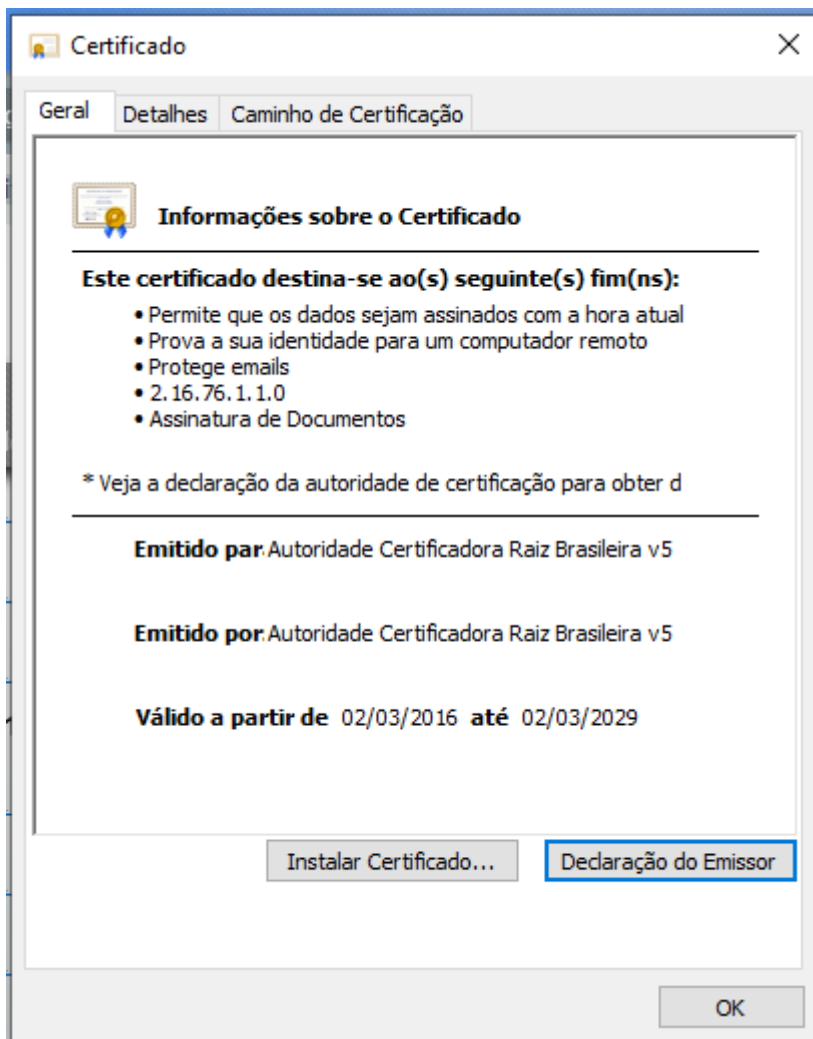 Certificado
Geral Detalhes Caminho de Certificação
Informações sobre o Certificado
Este certificado destina-se ao(s) seguinte(s) fim(ns):
• Permite que os dados sejam assinados com a hora atual
• Prova a sua identidade para um computador remoto
• Protege emails
• 2.16.76.1.1.0
• Assinatura de Documentos
* Veja a declaração da autoridade de certificação para obter d
Emitido par Autoridade Certificadora Raiz Brasileira v5
Emitido por Autoridade Certificadora Raiz Brasileira v5
Válido a partir de 02/03/2016 até 02/03/2029
Instalar Certificado... Declaração do Emissor
OK